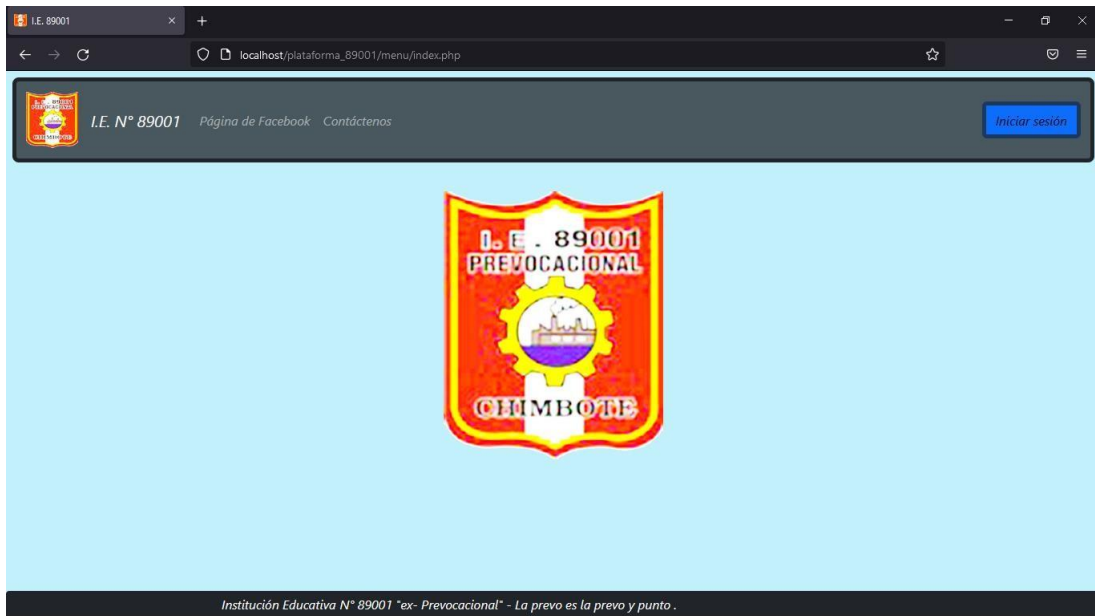 I.E. 89001
localhost/plataforma_89001/menu/index.php
I.E. N° 89001 Página de Facebook Contáctenos Iniciar sesión
I. E. 89001
PREVOCACIONAL
CHIMBOTE
Institución Educativa N° 89001 "ex- Prevocacional" - La prevo es la prevo y punto .